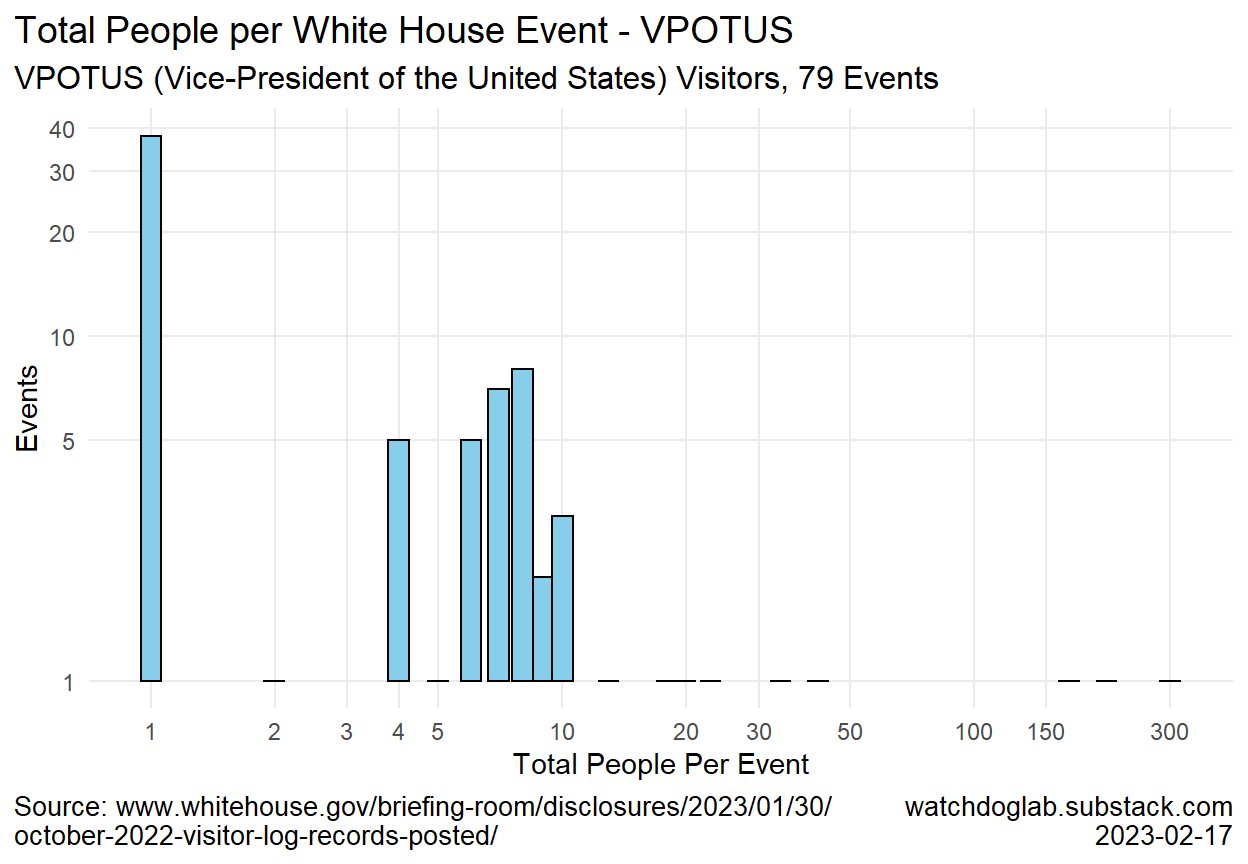 Total People per White House Event - VPOTUS
VPOTUS (Vice-President of the United States) Visitors, 79 Events
40
30
20
10
5
1
Events
1 2 3 4 5 10 20 30 50 100 150 300
Total People Per Event
Source: www.whitehouse.gov/briefing-room/disclosures/2023/01/30/
october-2022-visitor-log-records-posted/
watchdoglab.substack.com
2023-02-17